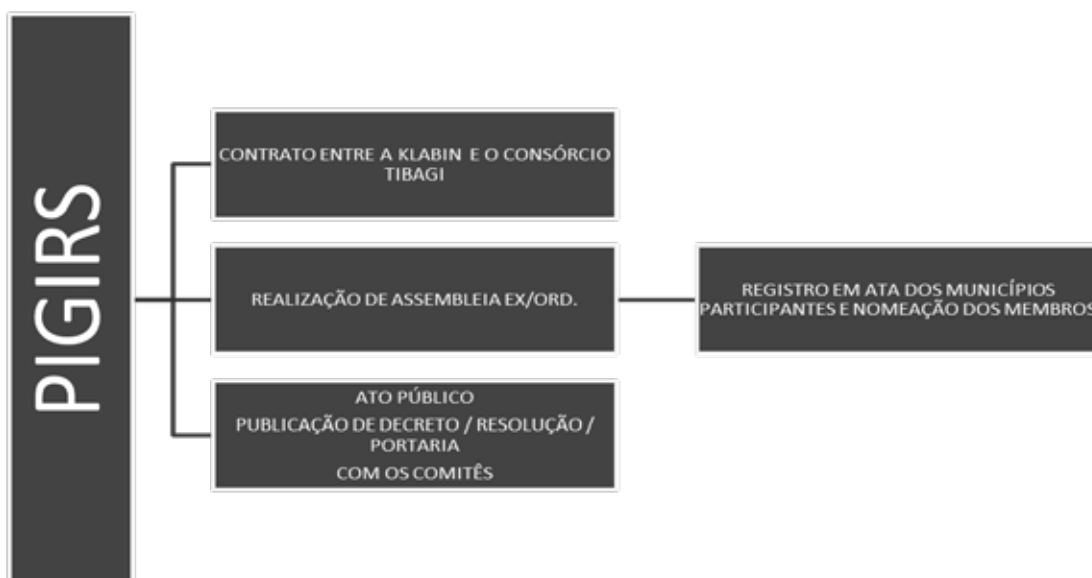 PIGIRS
CONTRATO ENTRE A KLABIN E O CONSÓRCIO
TIBAGI
REALIZAÇÃO DE ASSEMBLEIA EX/ORD.
REGISTRO EM ATA DOS MUNICÍPIOS
PARTICIPANTES E NOMEAÇÃO DOS MEMBROS
ATO PÚBLICO
PUBLICAÇÃO DE DECRETO / RESOLUÇÃO /
PORTARIA
COM OS COMITÊS